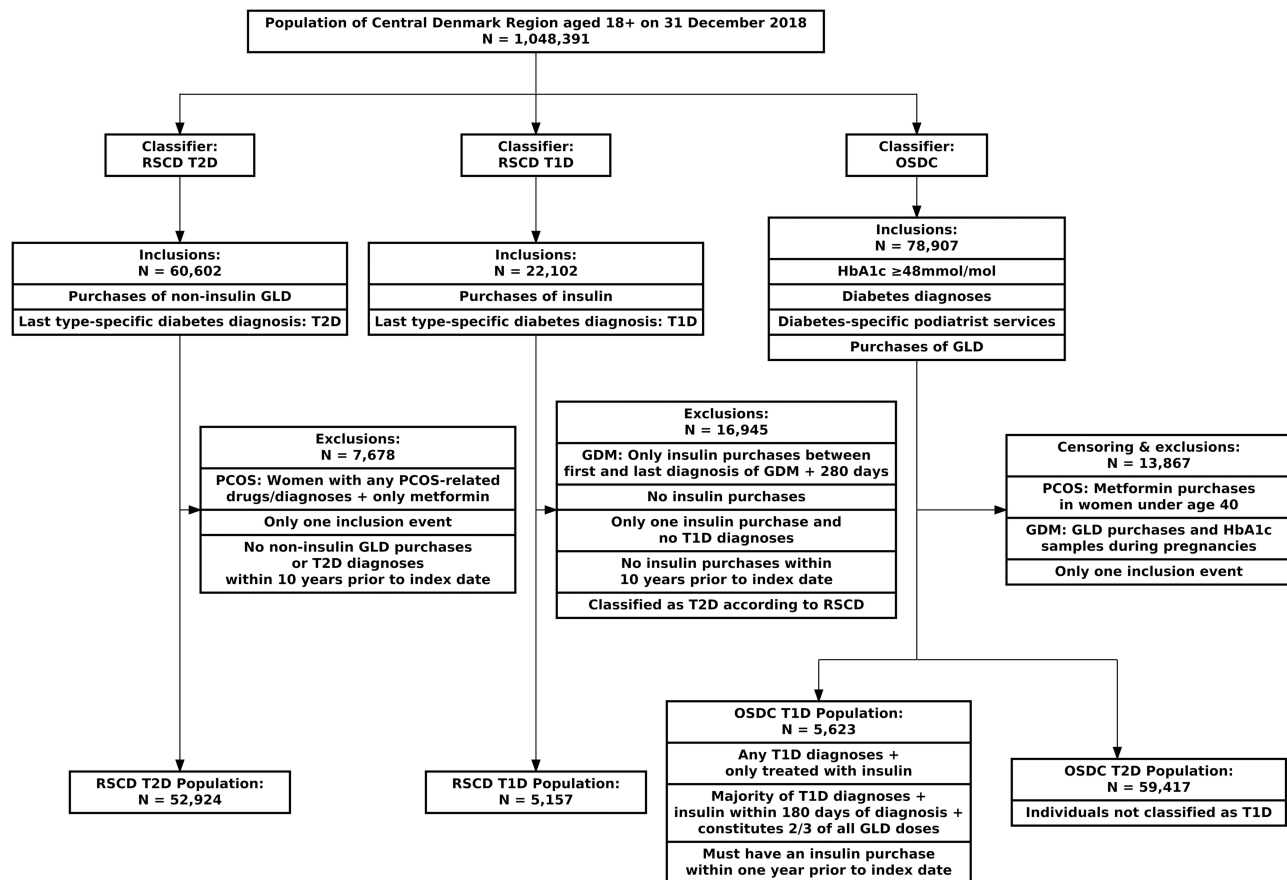 Population of Central Denmark Region aged 18+ on 31 December 2018
N = 1,048,391
Classifier:
RSCD T2D
Classifier:
RSCD T1D
Classifier:
OSDC
Inclusions:
N = 60,602
Purchases of non-insulin GLD
Last type-specific diabetes diagnosis: T2D
Inclusions:
N = 22,102
Purchases of insulin
Last type-specific diabetes diagnosis: T1D
Inclusions:
N = 78,907
HbA1c ≥48mmol/mol
Diabetes diagnoses
Diabetes-specific podiatrist services
Purchases of GLD
Exclusions:
N = 7,678
PCOS: Women with any PCOS-related
drugs/diagnoses + only metformin
Only one inclusion event
No non-insulin GLD purchases
or T2D diagnoses
within 10 years prior to index date
Exclusions:
N = 16,945
GDM: Only insulin purchases between
first and last diagnosis of GDM + 280 days
No insulin purchases
Only one insulin purchase and
no T1D diagnoses
No insulin purchases within
10 years prior to index date
Classified as T2D according to RSCD
Censoring & exclusions:
N = 13,867
PCOS: Metformin purchases
in women under age 40
GDM: GLD purchases and HbA1c
samples during pregnancies
Only one inclusion event
RSCD T2D Population:
N = 52,924
RSCD T1D Population:
N = 5,157
OSDC T1D Population:
N = 5,623
Any T1D diagnoses +
only treated with insulin
Majority of T1D diagnoses +
insulin within 180 days of diagnosis +
constitutes 2/3 of all GLD doses
Must have an insulin purchase
within one year prior to index date
OSDC T2D Population:
N = 59,417
Individuals not classified as T1D